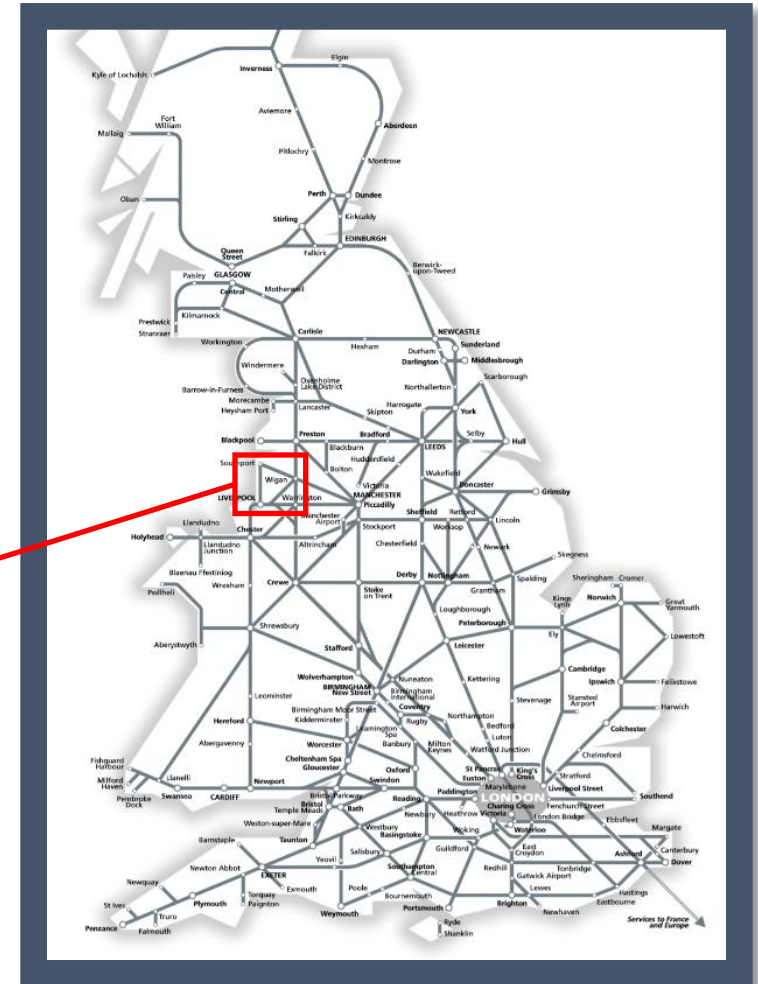 Elgin
Inverness
Kyle of Lochalsh
Aviemore
Fort
William
Aberdeen
Mallaig
Pitlochry
Montrose
Perth
Dundee
Oban
Stirling
Kirkcaldy
EDINBURGH
Queen
Street
Falkirk
Berwick-
upon-Tweed
Paisley
GLASGOW
Central
Motherwell
Prestwick
Kilmarnock
Stranraer
Carlisle
NEWCASTLE
Workington
Hexham
Durham
Sunderland
Darlington
Middlesbrough
Windermere
Scarborough
Oxenholme
Lake District
Barrow-in-Furness
Northallerton
Morecambe
Heysham Port
Lancaster
Harrogate
Skipton
York
Blackpool
Preston
Bradford
Selby
Blackburn
LEEDS
Hull
Southport
Huddersfield
Bolton
Wakefield
Wigan
Victoria
Doncaster
MANCHESTER
Grimsby
LIVERPOOL
Warrington
Piccadilly
Manchester
Airport
Sheffield
Retford
Lincoln
Llandudno
Chester
Stockport
Worksop
Holyhead
Llandudno
Junction
Altrincham
Chesterfield
Newark
Skegness
Blaenau Ffestiniog
Pwllheli
Wrexham
Crewe
Stoke
on Trent
Derby
Nottingham
Spalding
Sheringham
Cromer
Grantham
Kings
Lynn
Norwich
Great
Yarmouth
Loughborough
Shrewsbury
Peterborough
Ely
Lowestoft
Aberystwyth
Stafford
Leicester
Wolverhampton
Cambridge
BIRMINGHAM
New Street
Nuneaton
Kettering
Ipswich
Felixstowe
Birmingham
International
Leominster
Stevenage
Stansted
Airport
Birmingham Moor Street
Coventry
Harwich
Hereford
Kidderminster
Rugby
Northampton
Leamington
Spa
Bedford
Colchester
Abergavenny
Worcester
Banbury
Milton
Keynes
Luton
Watford Junction
Chelmsford
Fishguard
Harbour
Cheltenham Spa
Gloucester
Oxford
St Pancras
King's
Cross
Euston
Stratford
Milford
Haven
Llanelli
Swindon
Marylebone
Liverpool Street
Pembroke
Dock
Swansea
CARDIFF
Newport
Bristol Parkway
Reading
Paddington
LONDON
Southend
Bristol
Temple Meads
Bath
Charing Cross
Fenchurch Street
Weston-super-Mare
Newbury
Heathrow
Victoria
London Bridge
Ebbsfleet
Westbury
Basingstoke
Woking
Waterloo
Margate
Barnstaple
Taunton
Salisbury
Guildford
East
Croydon
Canterbury
Yeovil
Newton Abbot
Southampton
Central
Redhill
Tonbridge
Ashford
Dover
Newquay
EXETER
Gatwick Airport
Exmouth
Poole
Lewes
Hastings
St Ives
Plymouth
Torquay
Paignton
Bournemouth
Eastbourne
Truro
Portsmouth
Brighton
Newhaven
Weymouth
Penzance
Falmouth
Ryde
Shanklin
Services to France
and Europe